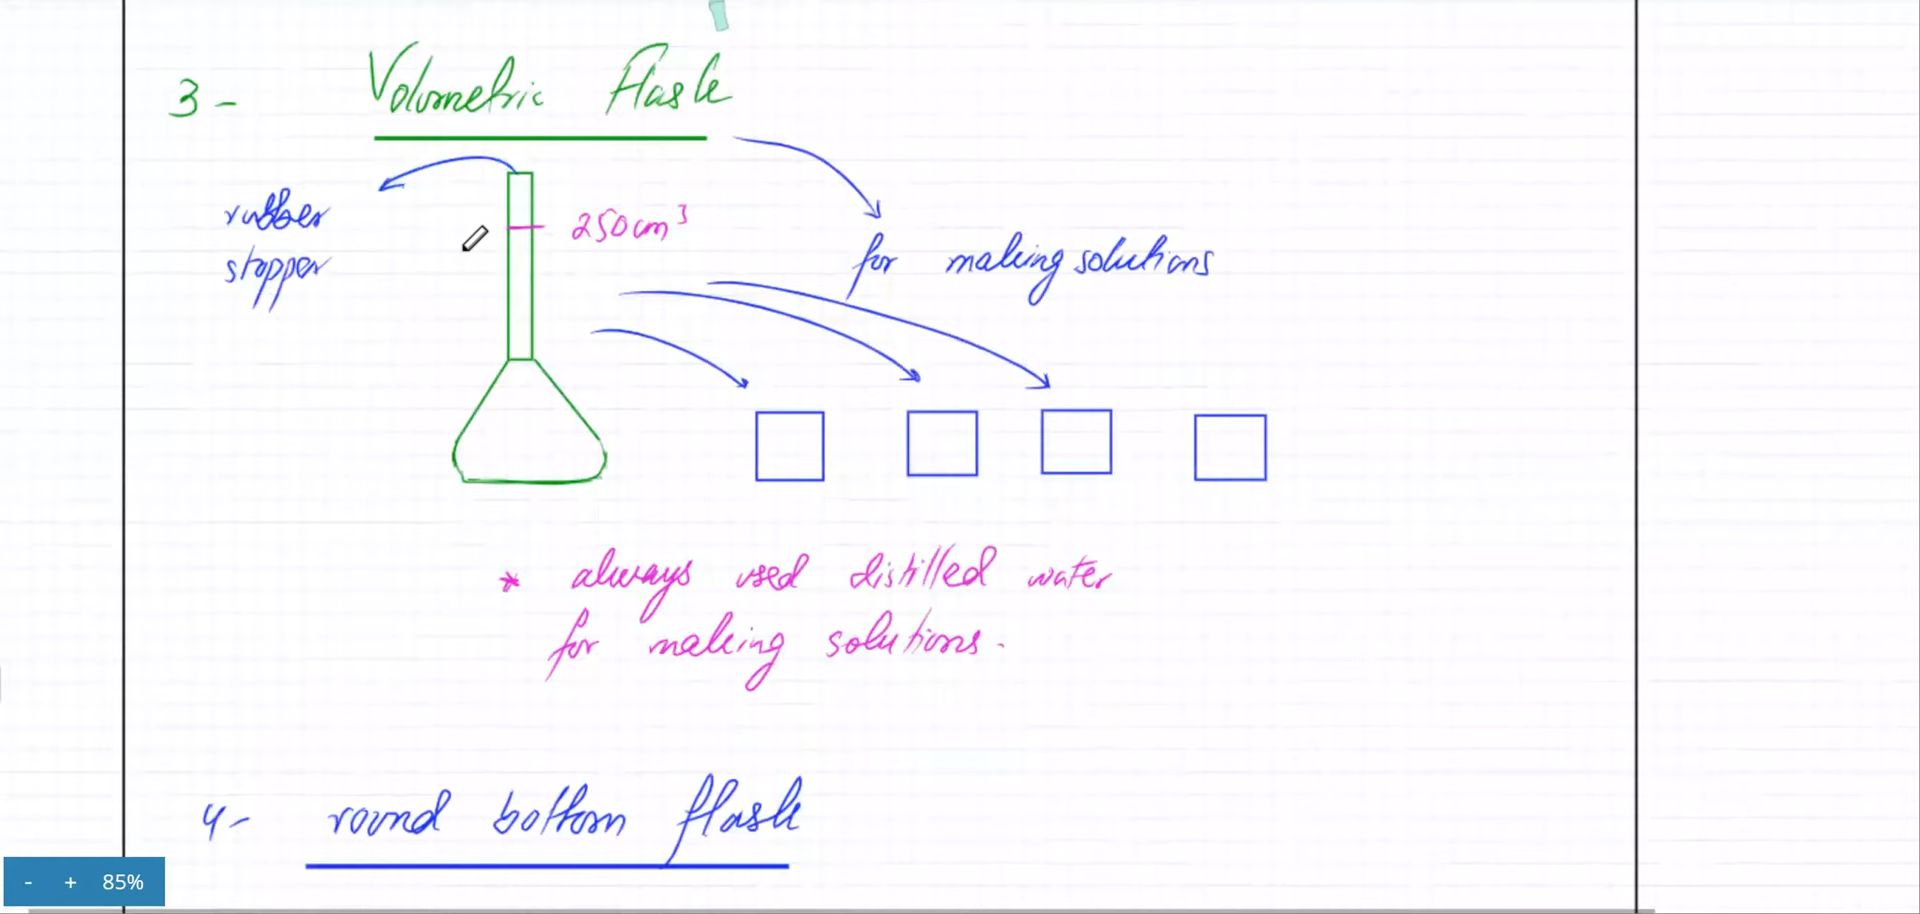 3 - Volumetric Flask
rubber
stopper
250cm³
for making solutions
* always used distilled water
for making solutions.
4- round bottom flask
- + 85%